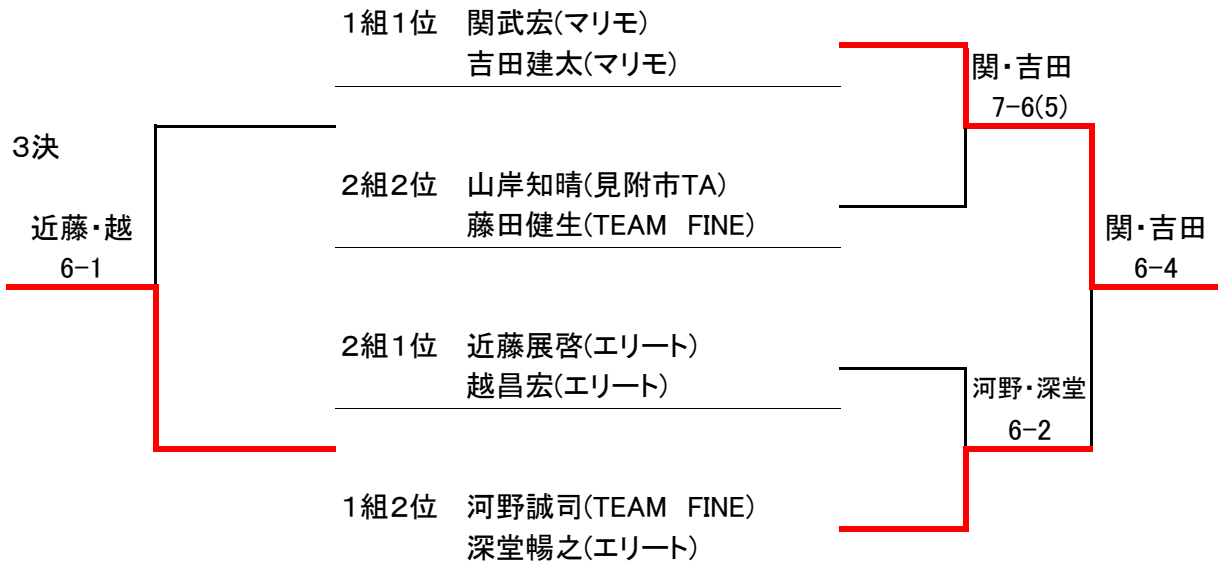 1組1位 関武宏(マリモ)
吉田建太(マリモ)
関・吉田
7-6(5)
3決
2組2位 山岸知晴(見附市TA)
藤田健生(TEAM FINE)
近藤・越
6-1
関・吉田
6-4
2組1位 近藤展啓(エリート)
越昌宏(エリート)
河野・深堂
6-2
1組2位 河野誠司(TEAM FINE)
深堂暢之(エリート)